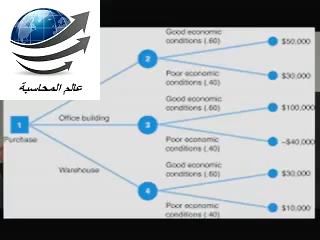 عالم المحاسبة
Good economic
conditions (.60)
$50,000
2
Poor economic
conditions (.40)
$30,000
Good economic
conditions (.60)
$100,000
1
Purchase
Office building
3
Poor economic
conditions (.40)
–$40,000
Good economic
conditions (.60)
$30,000
Warehouse
4
Poor economic
conditions (.40)
$10,000